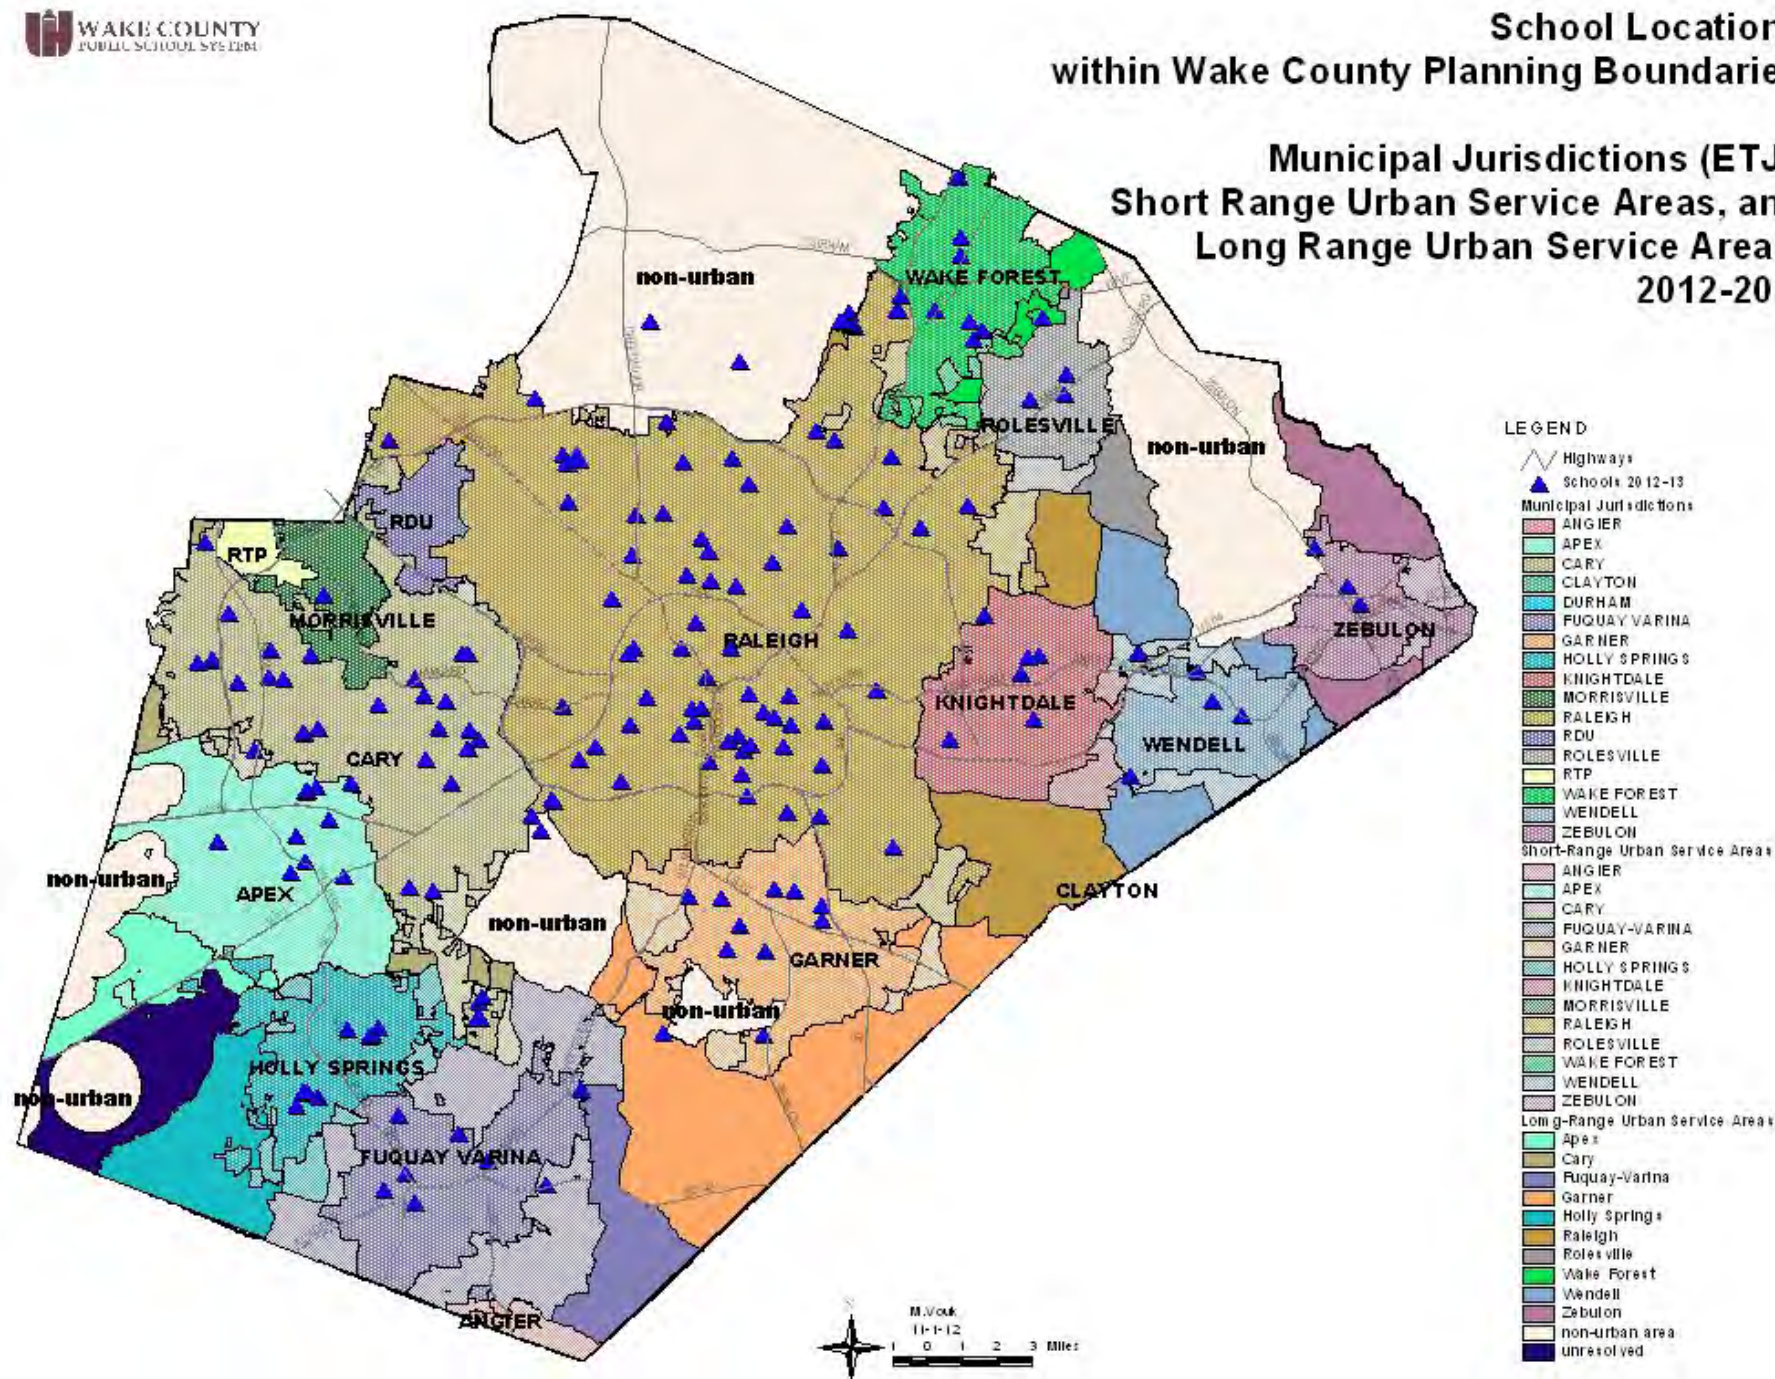 WAKE COUNTY
PUBLIC SCHOOL SYSTEM
School Location
within Wake County Planning Boundarie
Municipal Jurisdictions (ETJ
Short Range Urban Service Areas, an
Long Range Urban Service Area
2012-20
non-urban
WAKE FOREST
ROLESVILLE
non-urban
RDU
RTP
MORRISVILLE
RALEIGH
ZEBULON
KNIGHTDALE
WENDELL
CARY
non-urban
APEX
CLAYTON
non-urban
GARNER
non-urban
HOLLY SPRINGS
non-urban
FUQUAY VARINA
ANGIER
LEGEND
Highways
Schools 2012-13
Municipal Jurisdictions
ANGIER
APEX
CARY
CLAYTON
DURHAM
FUQUAY VARINA
GARNER
HOLLY SPRINGS
KNIGHTDALE
MORRISVILLE
RALEIGH
RDU
ROLESVILLE
RTP
WAKE FOREST
WENDELL
ZEBULON
Short-Range Urban Service Areas
ANGIER
APEX
CARY
FUQUAY-VARINA
GARNER
HOLLY SPRINGS
KNIGHTDALE
MORRISVILLE
RALEIGH
ROLESVILLE
WAKE FOREST
WENDELL
ZEBULON
Long-Range Urban Service Areas
Apex
Cary
Fuquay-Varina
Garner
Holly Springs
Raleigh
Rolesville
Wake Forest
Wendell
Zebulon
non-urban area
unresolved
M.Vouk
11-1-12
1 0 1 2 3 Miles